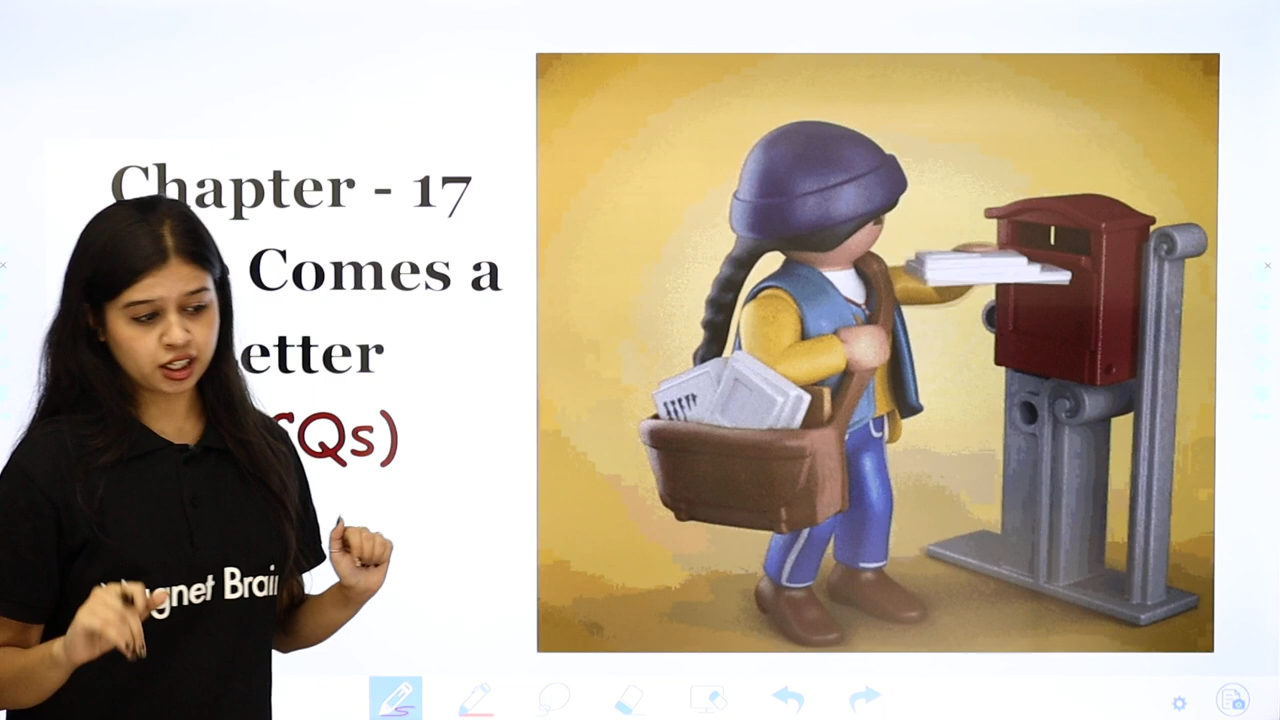 Chapter - 17
Comes a
etter
Qs)
gnet Brai